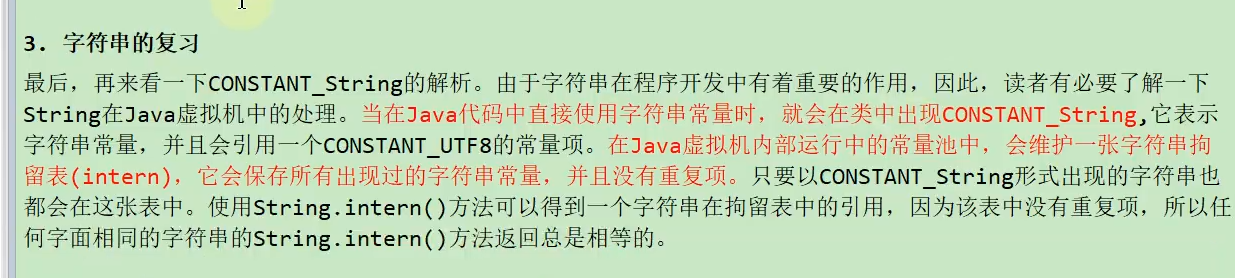 3. 字符串的复习
最后，再来看一下CONSTANT_String的解析。由于字符串在程序开发中有着重要的作用，因此，读者有必要了解一下
String在Java虚拟机中的处理。当在Java代码中直接使用字符串常量时，就会在类中出现CONSTANT_String,它表示
字符串常量，并且会引用一个CONSTANT_UTF8的常量项。在Java虚拟机内部运行中的常量池中，会维护一张字符串拘
留表(intern)，它会保存所有出现过的字符串常量，并且没有重复项。只要以CONSTANT_String形式出现的字符串也
都会在这张表中。使用String.intern()方法可以得到一个字符串在拘留表中的引用，因为该表中没有重复项，所以任
何字面相同的字符串的String.intern()方法返回总是相等的。